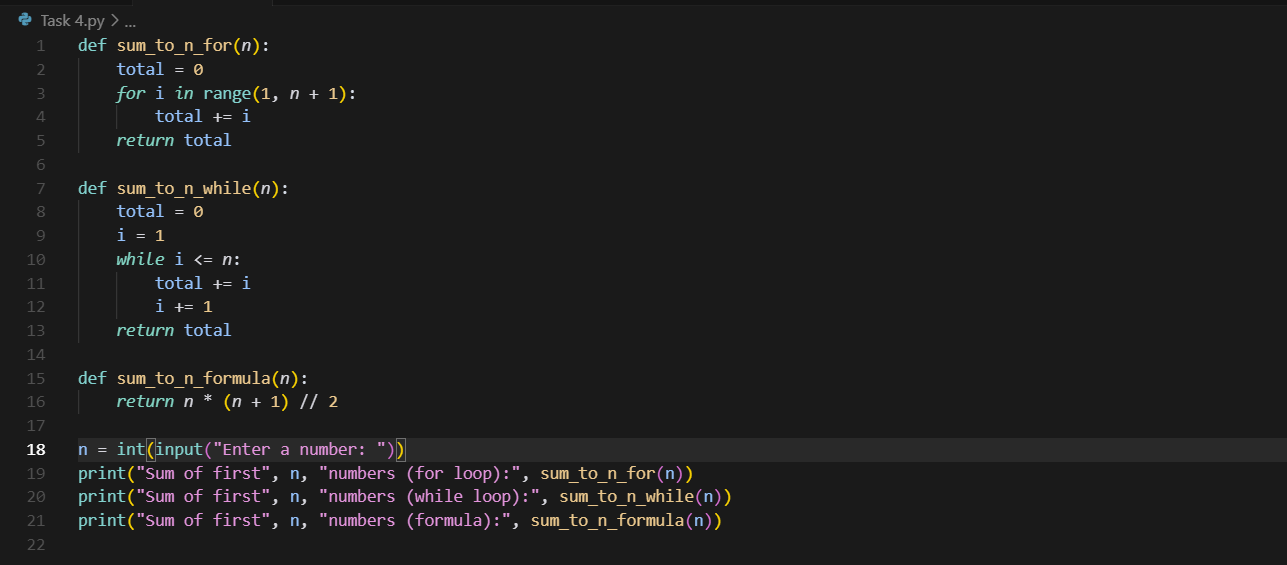 Task 4.py > ...
1 def sum_to_n_for(n):
2     total = 0
3     for i in range(1, n + 1):
4         total += i
5     return total
6
7 def sum_to_n_while(n):
8     total = 0
9     i = 1
10     while i <= n:
11         total += i
12         i += 1
13     return total
14
15 def sum_to_n_formula(n):
16     return n * (n + 1) // 2
17
18 n = int(input("Enter a number: "))
19 print("Sum of first", n, "numbers (for loop):", sum_to_n_for(n))
20 print("Sum of first", n, "numbers (while loop):", sum_to_n_while(n))
21 print("Sum of first", n, "numbers (formula):", sum_to_n_formula(n))
22